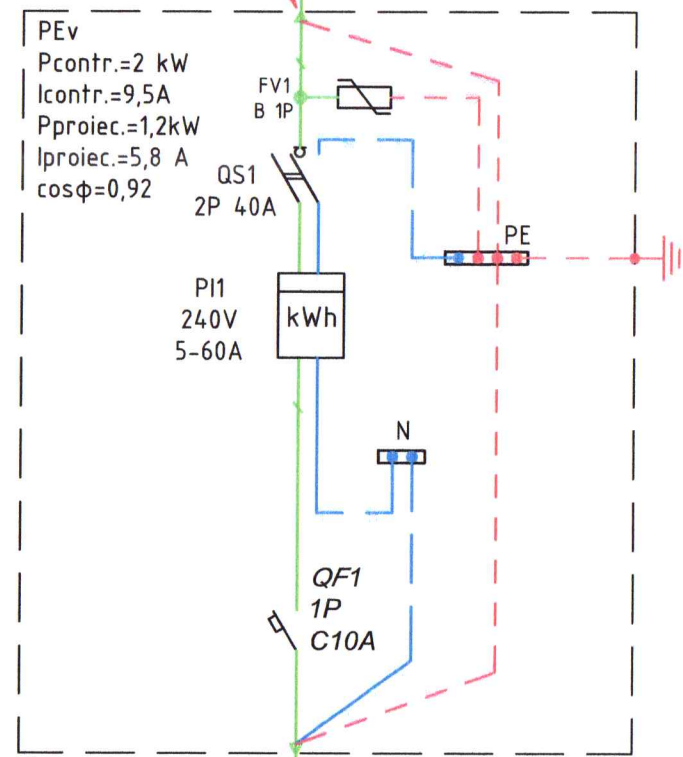 PEv
Pcontr.=2 kW
Icontr.=9,5A
Pproiec.=1,2kW
Iproiec.=5,8 A
cosφ=0,92
FV1
B 1P
QS1
2P 40A
PE
PI1
240V
5-60A
kWh
N
QF1
1P
C10A